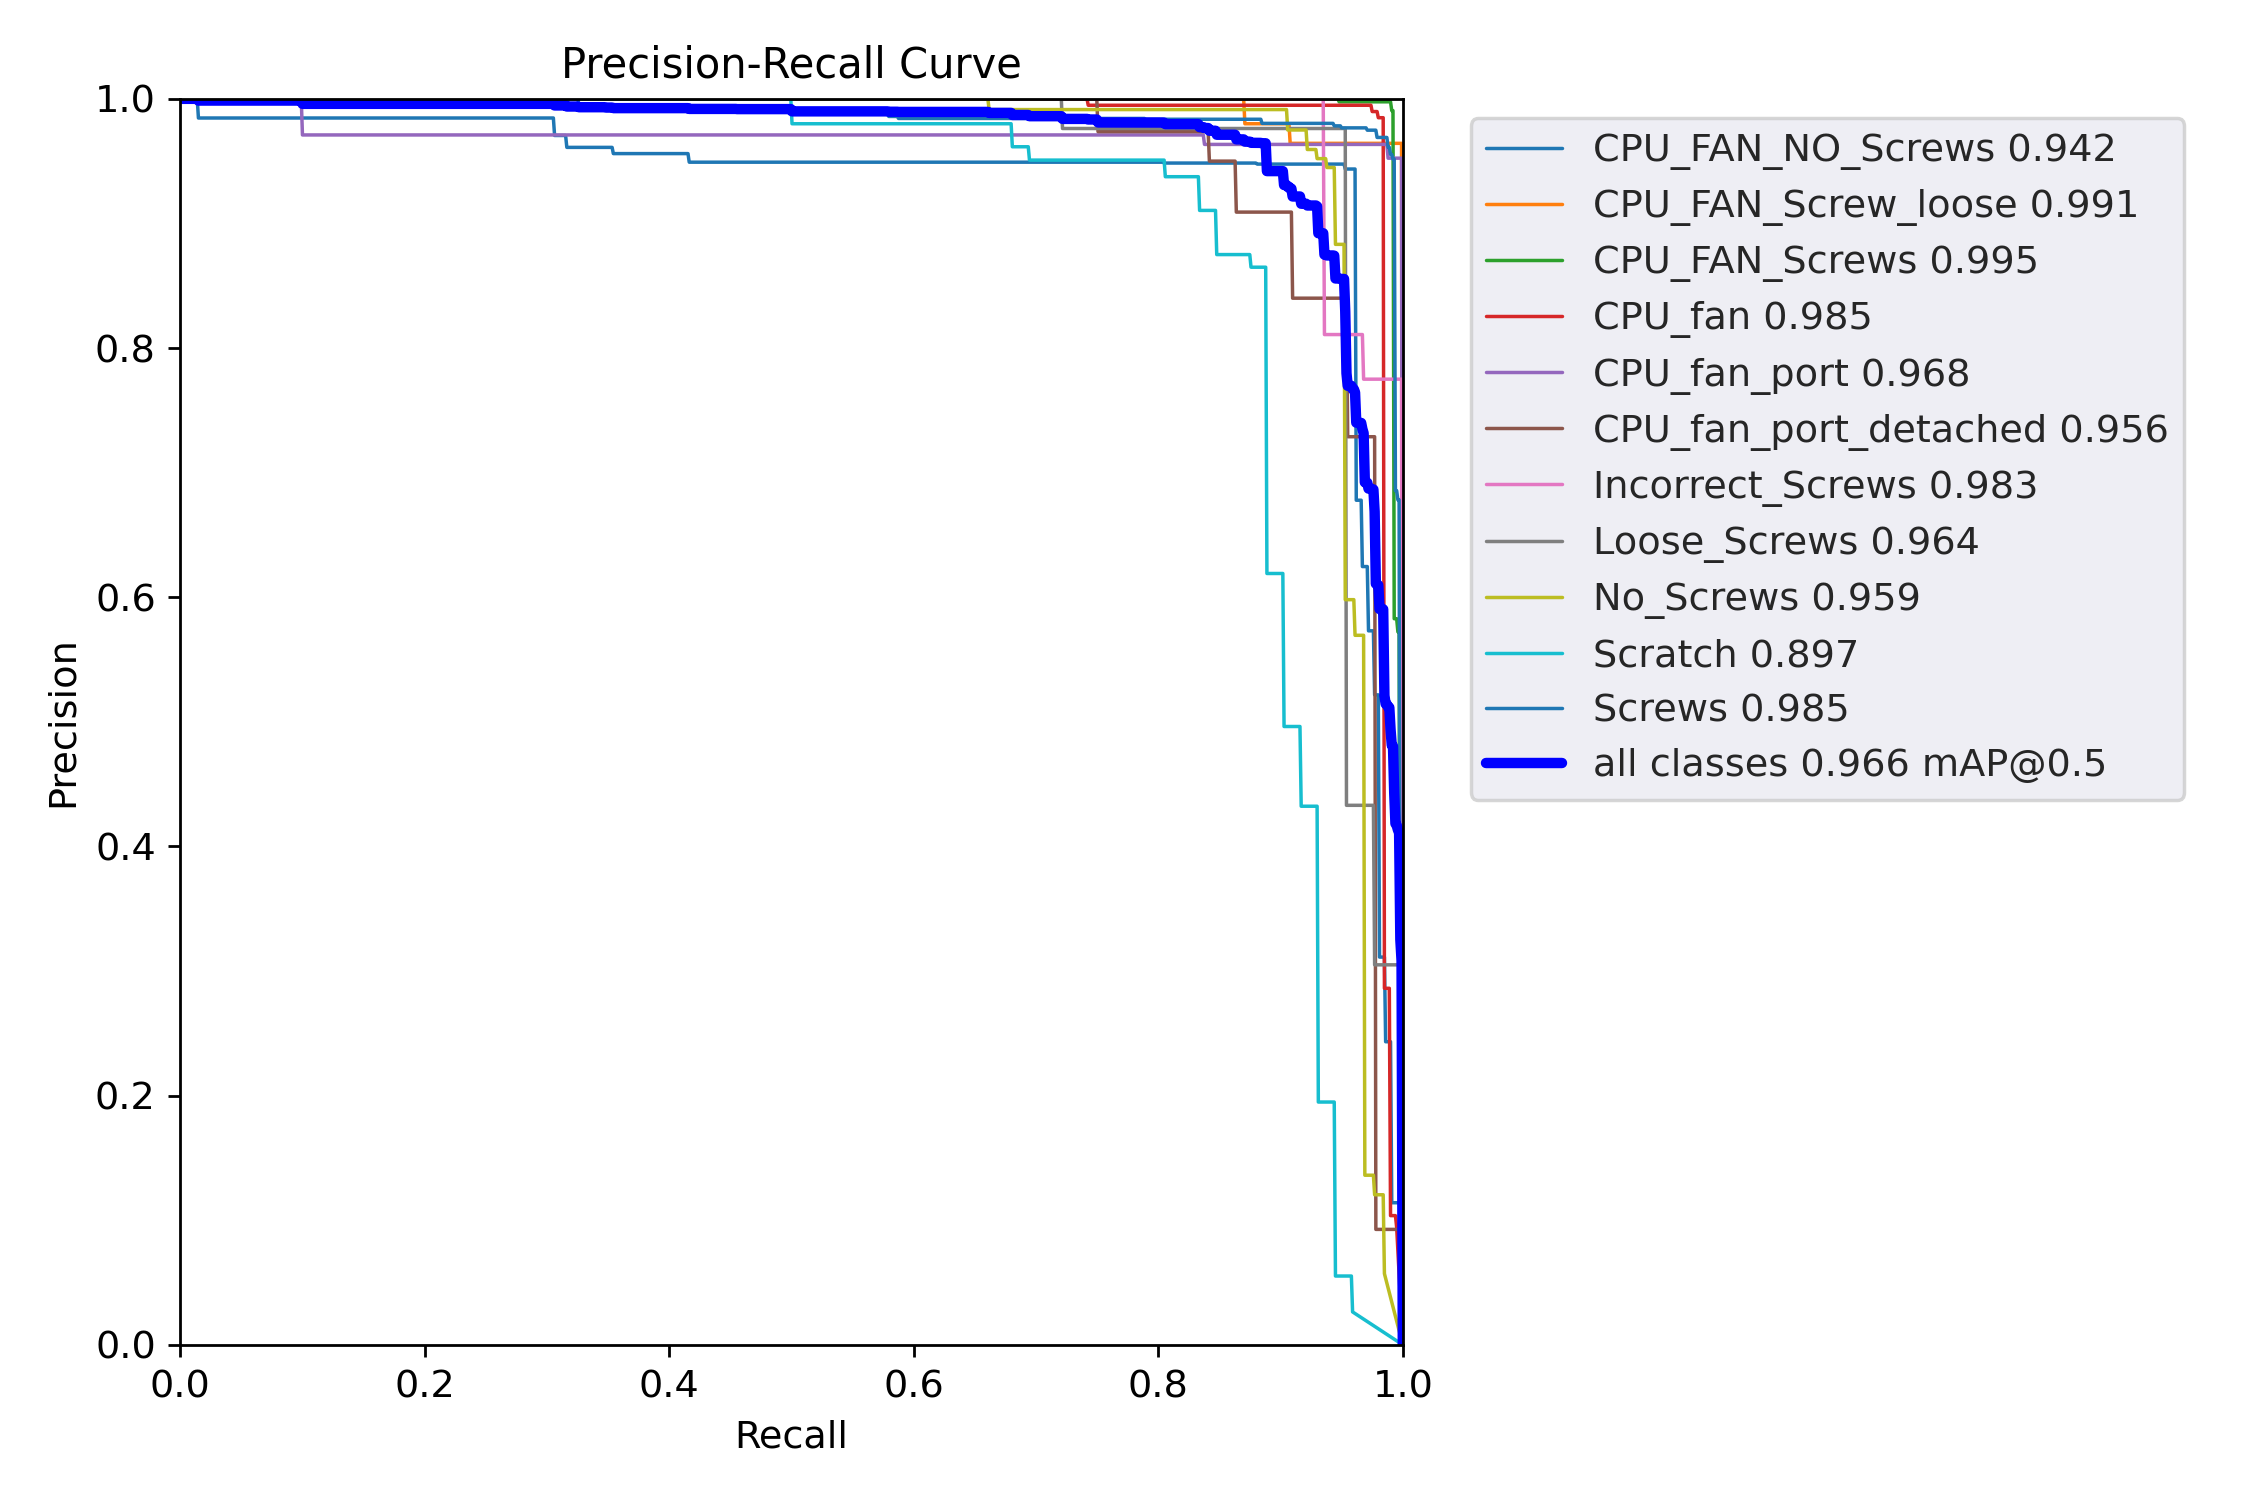 Precision-Recall Curve
1.0
0.8
0.6
0.4
0.2
0.0
Precision
0.0 0.2 0.4 0.6 0.8 1.0
Recall
CPU_FAN_NO_Screws 0.942
CPU_FAN_Screw_loose 0.991
CPU_FAN_Screws 0.995
CPU_fan 0.985
CPU_fan_port 0.968
CPU_fan_port_detached 0.956
Incorrect_Screws 0.983
Loose_Screws 0.964
No_Screws 0.959
Scratch 0.897
Screws 0.985
all classes 0.966 mAP@0.5